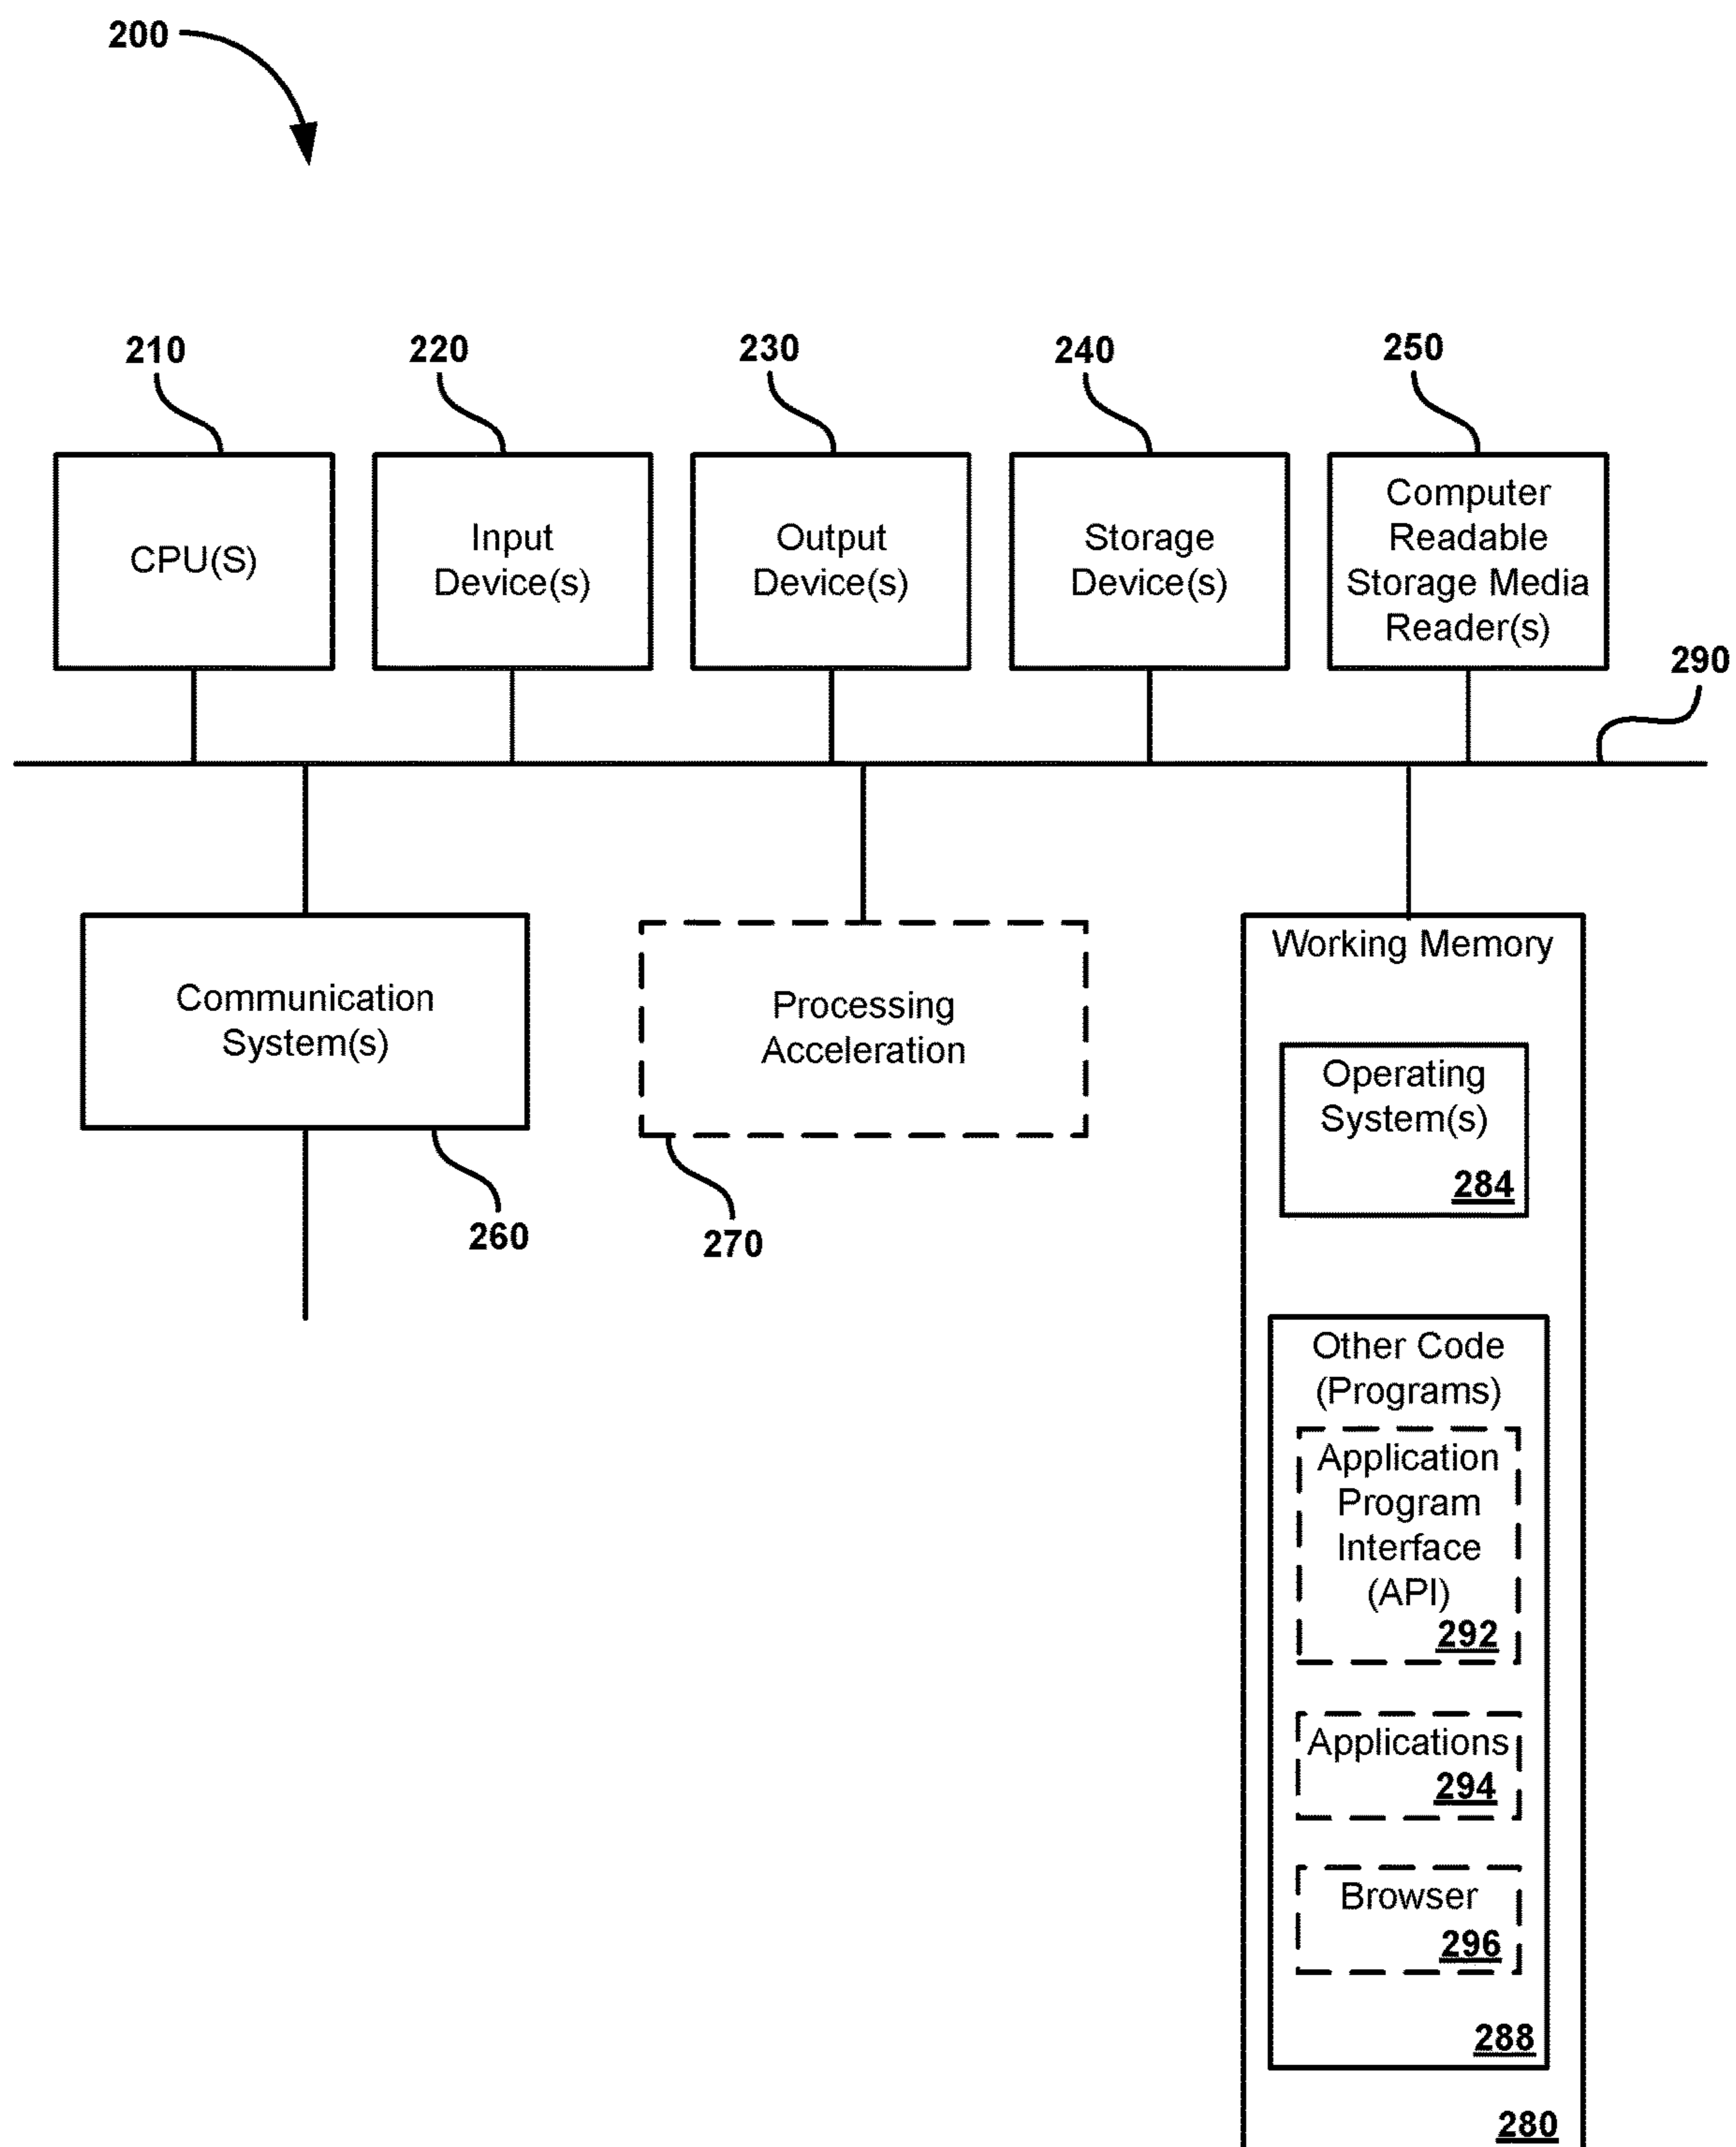 200
210
220
230
240
250
CPU(S)
Input
Device(s)
Output
Device(s)
Storage
Device(s)
Computer
Readable
Storage Media
Reader(s)
290
Communication
System(s)
260
Processing
Acceleration
270
Working Memory
Operating
System(s)
284
Other Code
(Programs)
Application
Program
Interface
(API)
292
Applications
294
Browser
296
288
280